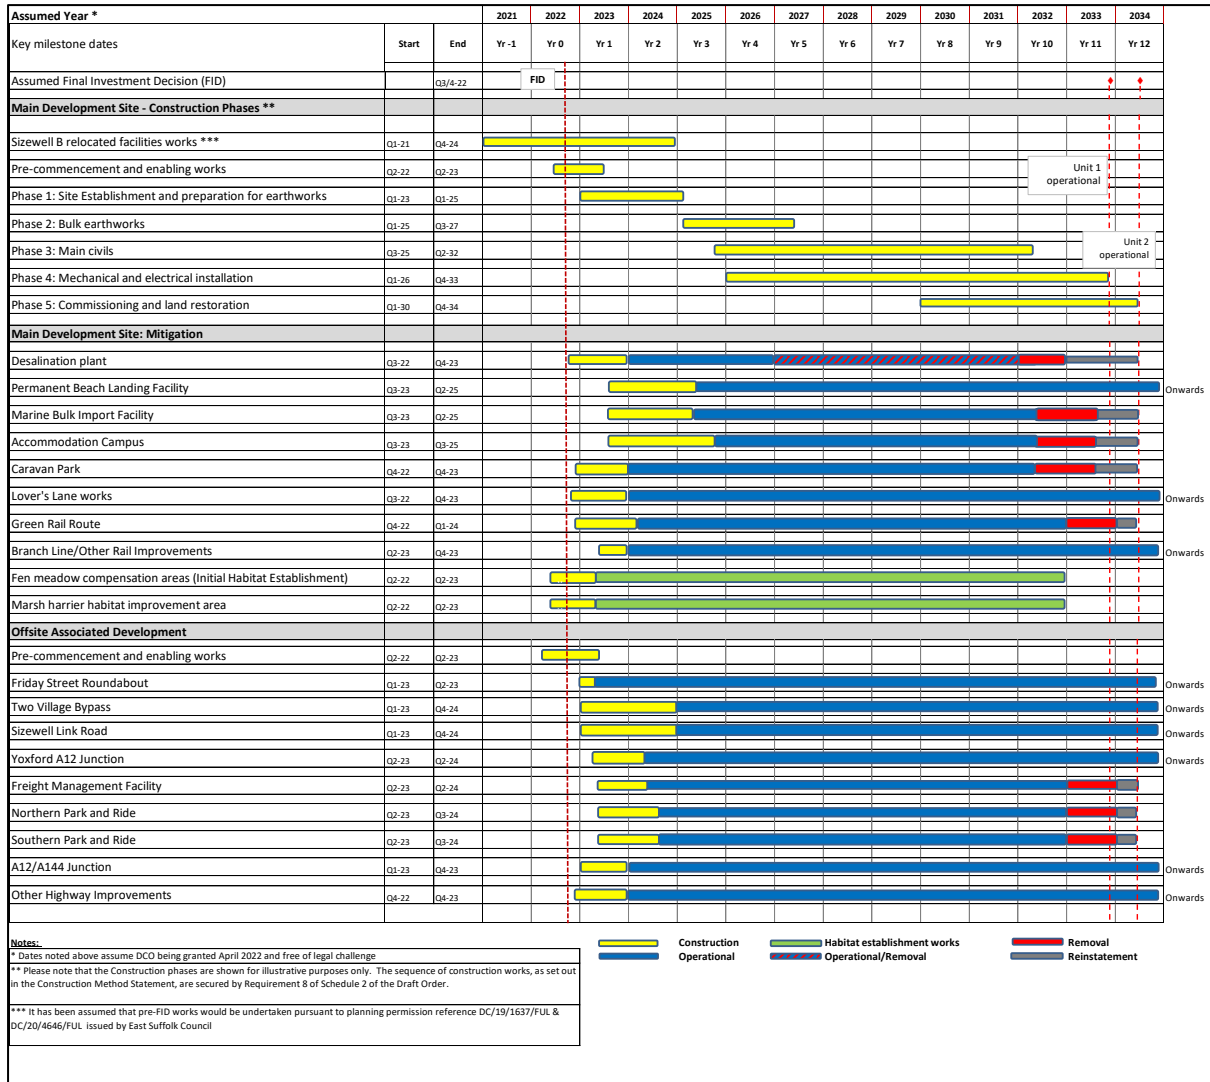 Assumed Year * 2021 2022 2023 2024 2025 2026 2027 2028 2029 2030 2031 2032 2033 2034
Key milestone dates Start End Yr -1 Yr 0 Yr 1 Yr 2 Yr 3 Yr 4 Yr 5 Yr 6 Yr 7 Yr 8 Yr 9 Yr 10 Yr 11 Yr 12
Assumed Final Investment Decision (FID) Q3/4-22 FID
Main Development Site - Construction Phases **
Sizewell B relocated facilities works *** Q1-21 Q4-24
Pre-commencement and enabling works Q2-22 Q2-23
Unit 1
operational
Phase 1: Site Establishment and preparation for earthworks Q1-23 Q1-25
Phase 2: Bulk earthworks Q1-25 Q3-27
Unit 2
operational
Phase 3: Main civils Q3-25 Q2-32
Phase 4: Mechanical and electrical installation Q1-26 Q4-33
Phase 5: Commissioning and land restoration Q1-30 Q4-34
Main Development Site: Mitigation
Desalination plant Q3-22 Q4-23
Permanent Beach Landing Facility Q3-23 Q2-25 Onwards
Marine Bulk Import Facility Q3-23 Q2-25
Accommodation Campus Q3-23 Q3-25
Caravan Park Q4-22 Q4-23
Lover's Lane works Q3-22 Q4-23 Onwards
Green Rail Route Q4-22 Q1-24
Branch Line/Other Rail Improvements Q2-23 Q4-23 Onwards
Fen meadow compensation areas (Initial Habitat Establishment) Q2-22 Q2-23
Marsh harrier habitat improvement area Q2-22 Q2-23
Offsite Associated Development
Pre-commencement and enabling works Q2-22 Q2-23
Friday Street Roundabout Q1-23 Q2-23 Onwards
Two Village Bypass Q1-23 Q4-24 Onwards
Sizewell Link Road Q1-23 Q4-24 Onwards
Yoxford A12 Junction Q2-23 Q2-24 Onwards
Freight Management Facility Q2-23 Q2-24
Northern Park and Ride Q2-23 Q3-24
Southern Park and Ride Q2-23 Q3-24
A12/A144 Junction Q1-23 Q4-23 Onwards
Other Highway Improvements Q4-22 Q4-23 Onwards
Notes:
* Dates noted above assume DCO being granted April 2022 and free of legal challenge
** Please note that the Construction phases are shown for illustrative purposes only. The sequence of construction works, as set out
in the Construction Method Statement, are secured by Requirement 8 of Schedule 2 of the Draft Order.
*** It has been assumed that pre-FID works would be undertaken pursuant to planning permission reference DC/19/1637/FUL &
DC/20/4646/FUL issued by East Suffolk Council
Construction Habitat establishment works Removal
Operational Operational/Removal Reinstatement